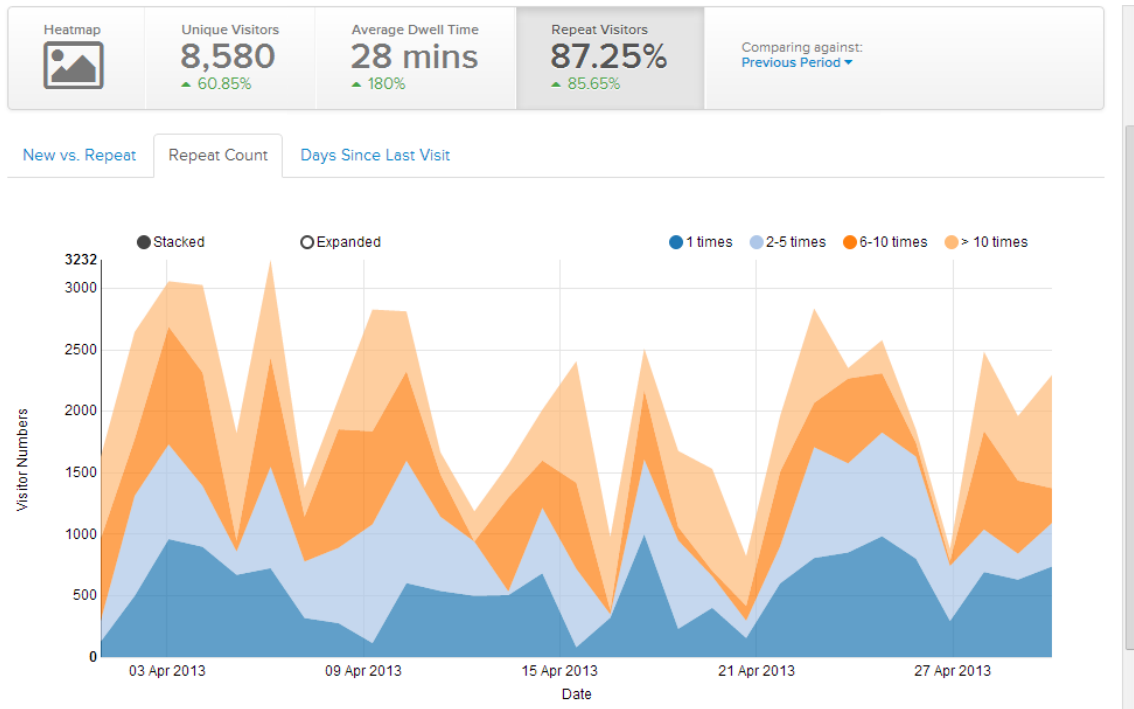 Heatmap
Unique Visitors
8,580
60.85%
Average Dwell Time
28 mins
180%
Repeat Visitors
87.25%
85.65%
Comparing against:
Previous Period
New vs. Repeat
Repeat Count
Days Since Last Visit
Stacked
Expanded
1 times
2-5 times
6-10 times
> 10 times
3232
3000
2500
2000
1500
1000
500
0
Visitor Numbers
03 Apr 2013
09 Apr 2013
15 Apr 2013
21 Apr 2013
27 Apr 2013
Date